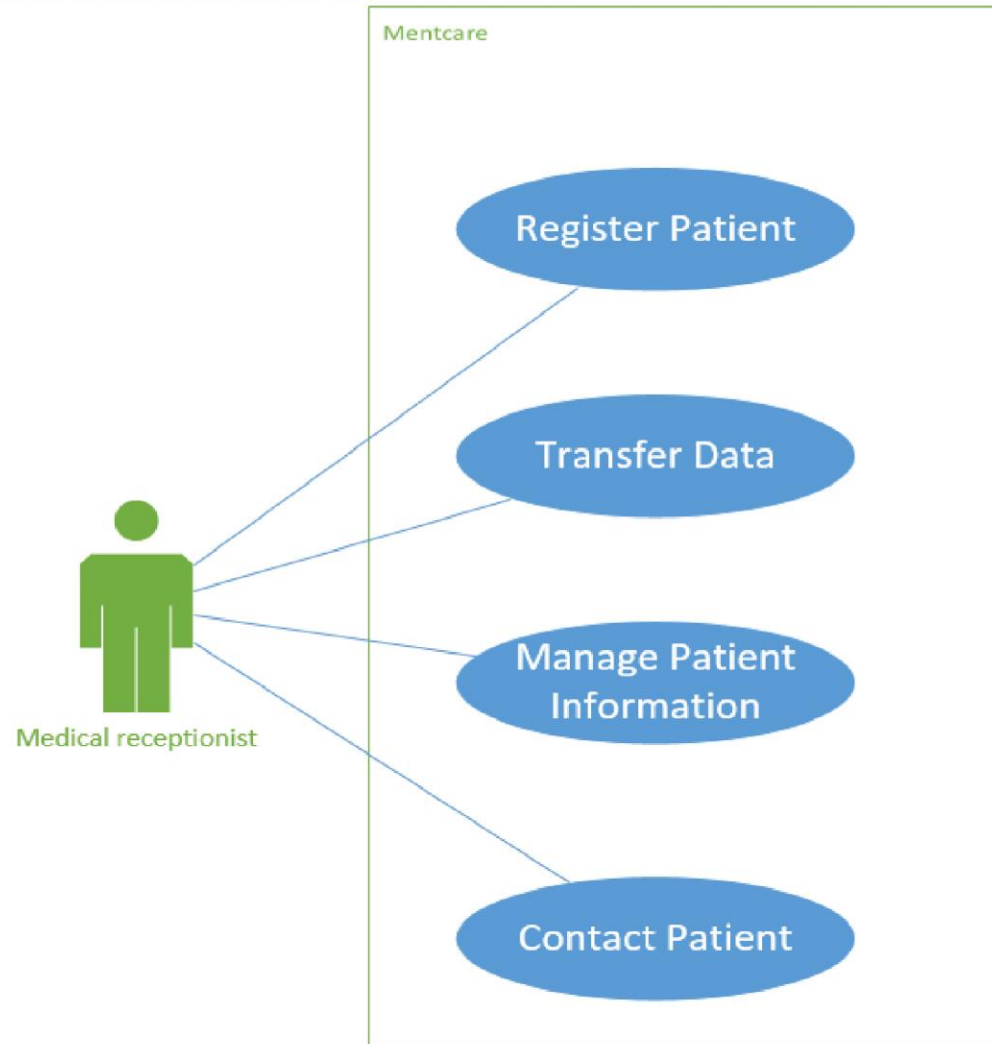 Mentcare
Register Patient
Transfer Data
Manage Patient
Information
Medical receptionist
Contact Patient